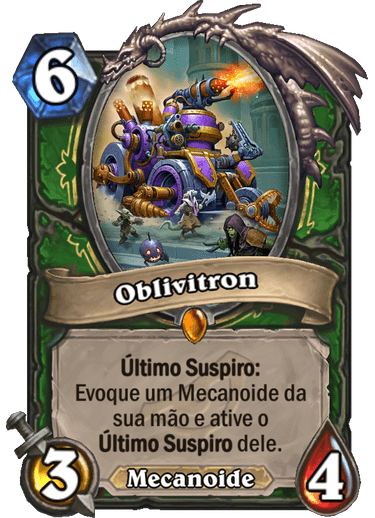 6
Oblivitron
Último Suspiro:
Evoque um Mecanoide da
sua mão e ative o
Último Suspiro dele.
3
Mecanoide
4